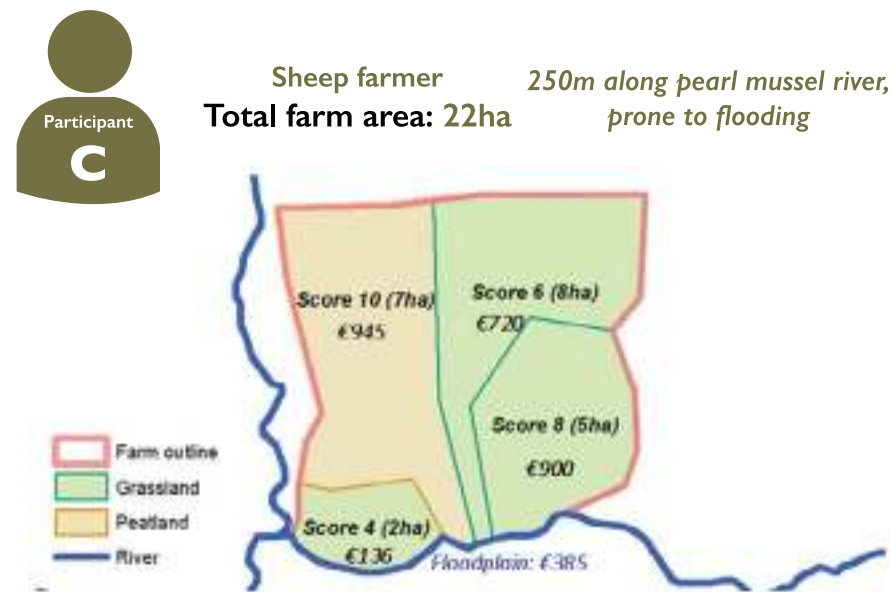 Participant
C
Sheep farmer
Total farm area: 22ha
250m along pearl mussel river,
prone to flooding
Score 10 (7ha)
€945
Score 6 (8ha)
€720
Score 8 (5ha)
€900
Score 4 (2ha)
€136
Floodplain: €385
Farm outline
Grassland
Peatland
River